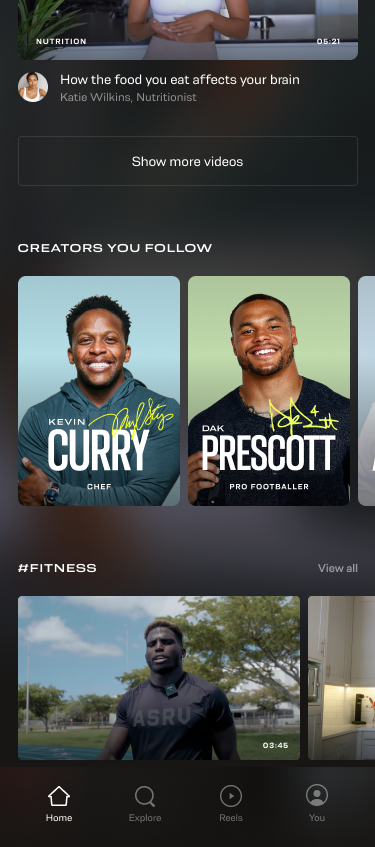 NUTRITION
05:21
How the food you eat affects your brain
Katie Wilkins, Nutritionist
Show more videos
CREATORS YOU FOLLOW
KEVIN
CURRY
CHEF
DAK
PRESCOTT
PRO FOOTBALLER
#FITNESS
View all
ASRV
03:45
Home
Explore
Reels
You